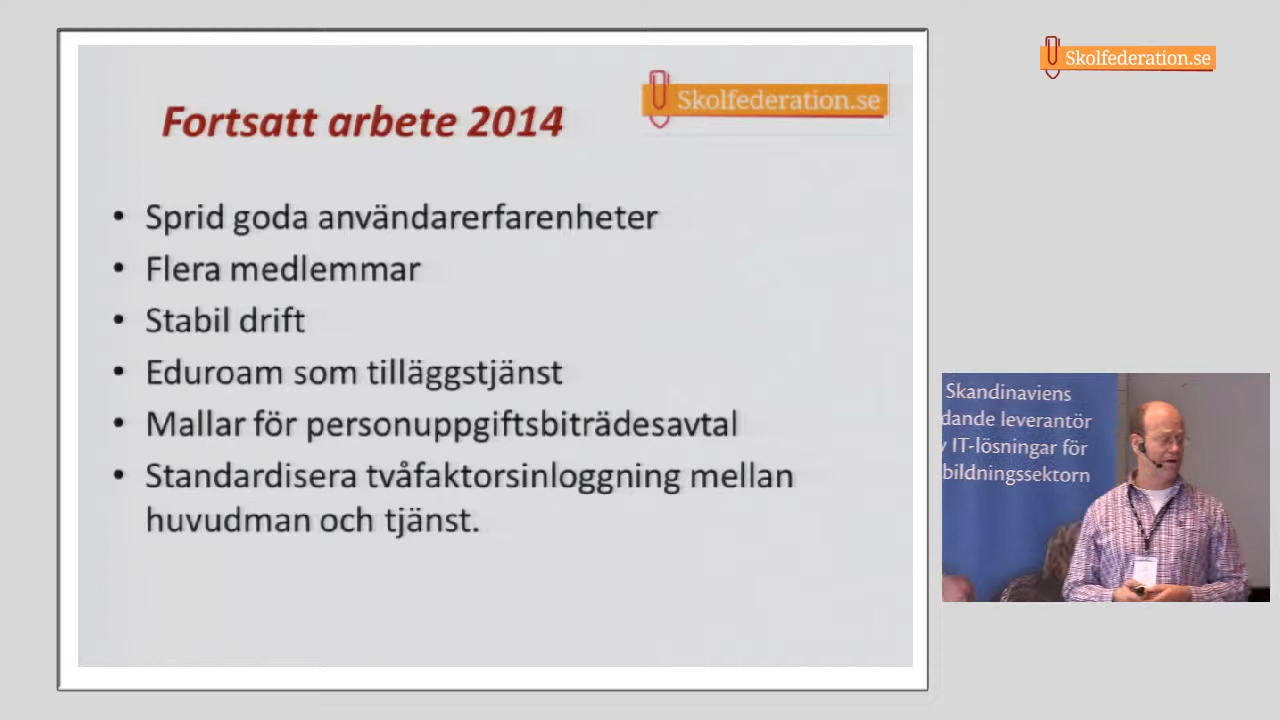 Skolfederation.se
Fortsatt arbete 2014
Skolfederation.se
• Sprid goda användarerfarenheter
• Flera medlemmar
• Stabil drift
• Eduroam som tilläggstjänst
• Mallar för personuppgiftsbiträdesavtal
• Standardisera tvåfaktorsinloggning mellan
huvudman och tjänst.
Skandinaviens
dande leverantör
IT-lösningar för
bildningssektorn